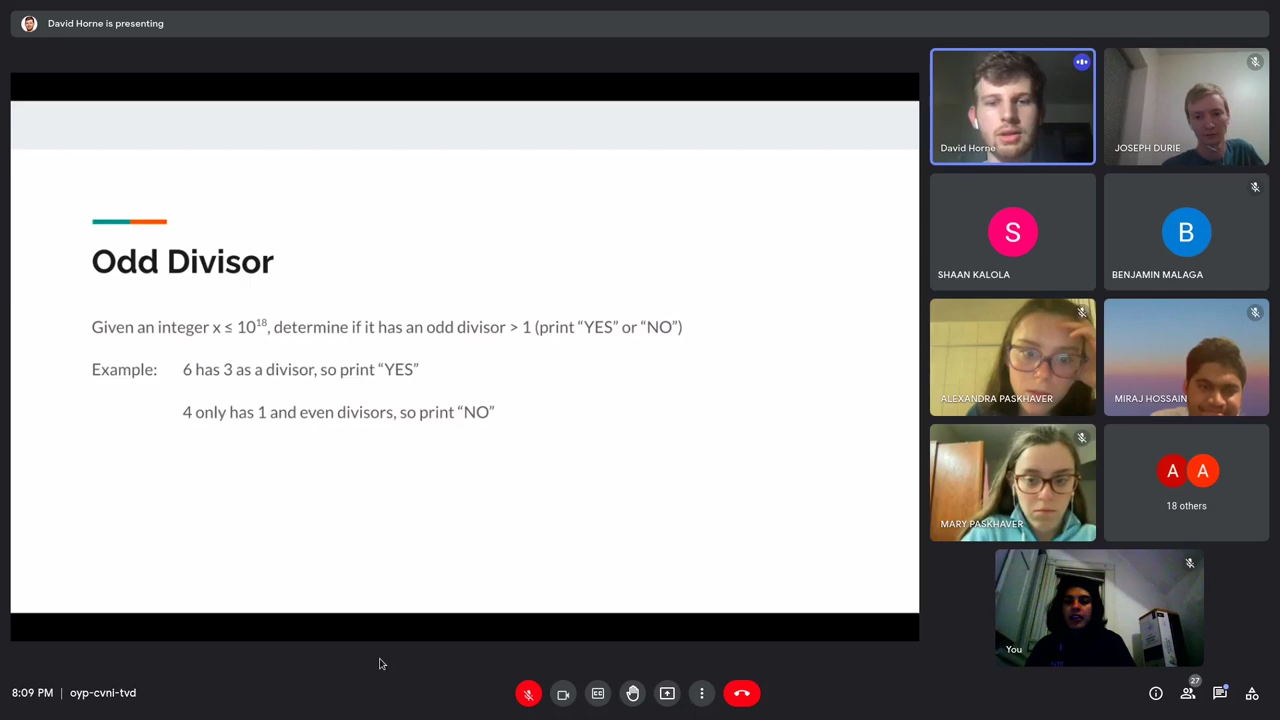 David Horne is presenting
Odd Divisor
Given an integer x ≤ 10¹⁸, determine if it has an odd divisor > 1 (print “YES” or “NO”)
Example: 6 has 3 as a divisor, so print “YES”
4 only has 1 and even divisors, so print “NO”
David Horne
JOSEPH DURIE
S
SHAAN KALOLA
B
BENJAMIN MALAGA
ALEXANDRA PASKHAVER
MIRAJ HOSSAIN
MARY PASKHAVER
A A
18 others
You
8:09 PM | oyp-cvni-tvd
27